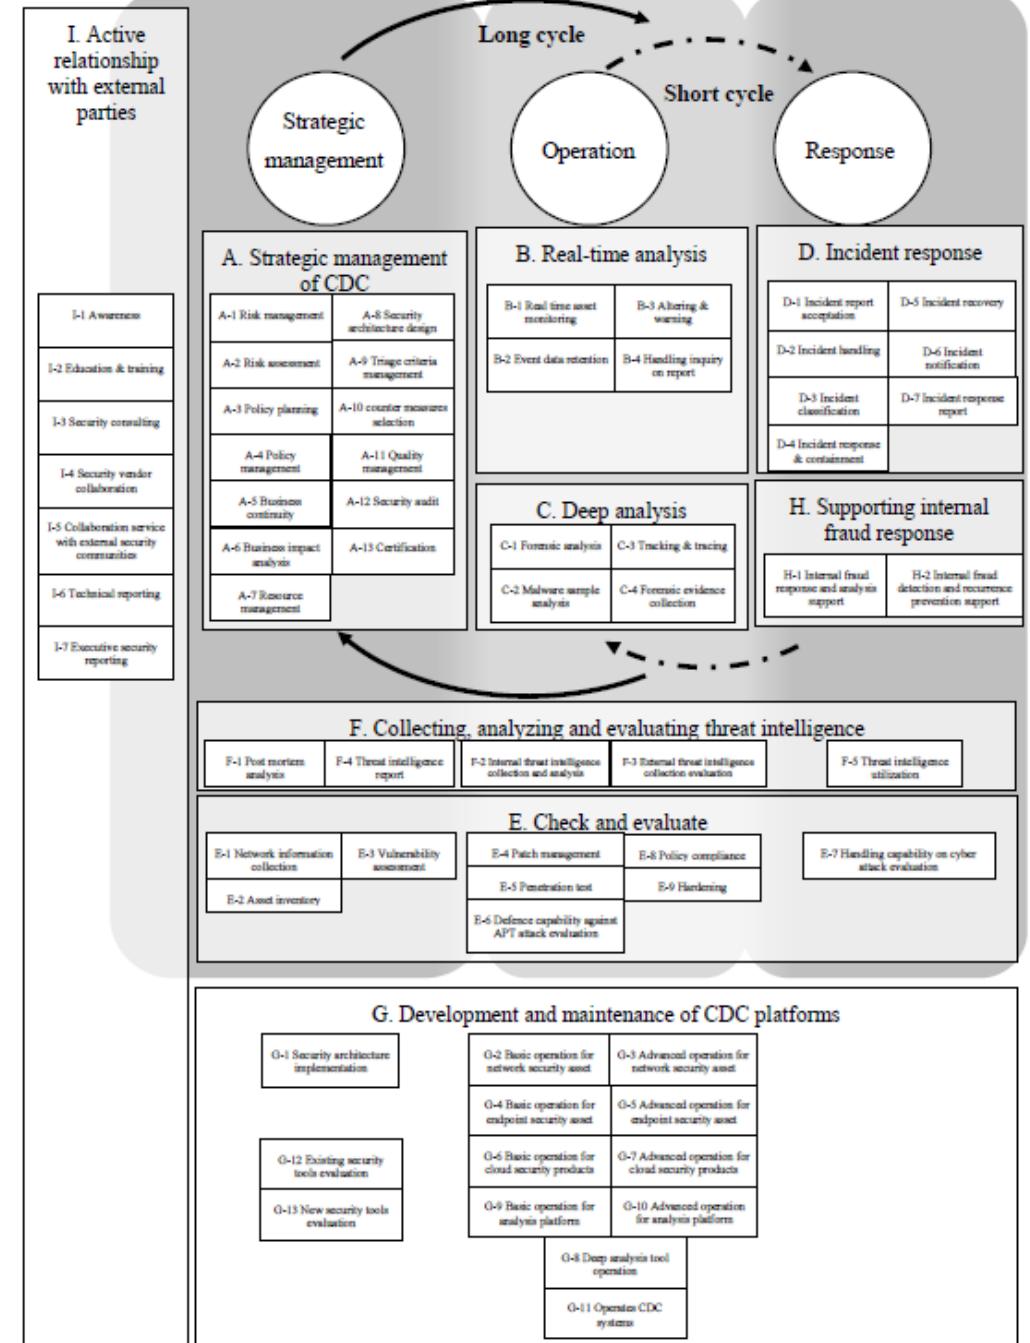 I. Active
relationship
with external
parties
I-1 Awareness
I-2 Education & training
I-3 Security consulting
I-4 Security vendor
collaboration
I-5 Collaboration service
with external security
communities
I-6 Technical reporting
I-7 Executive security
reporting
Long cycle
Short cycle
Strategic
management
Operation
Response
A. Strategic management
of CDC
A-1 Risk management
A-2 Risk assessment
A-3 Policy planning
A-4 Policy
management
A-5 Business
continuity
A-6 Business impact
analysis
A-7 Resource
management
A-8 Security
architecture design
A-9 Triage criteria
management
A-10 counter measures
selection
A-11 Quality
management
A-12 Security audit
A-13 Certification
B. Real-time analysis
B-1 Real time asset
monitoring
B-2 Event data retention
B-3 Altering &
warning
B-4 Handling inquiry
on report
C. Deep analysis
C-1 Forensic analysis
C-2 Malware sample
analysis
C-3 Tracking & tracing
C-4 Forensic evidence
collection
D. Incident response
D-1 Incident report
acceptation
D-2 Incident handling
D-3 Incident
classification
D-4 Incident response
& containment
D-5 Incident recovery
D-6 Incident
notification
D-7 Incident response
report
H. Supporting internal
fraud response
H-1 Internal fraud
response and analysis
support
H-2 Internal fraud
detection and recurrence
prevention support
F. Collecting, analyzing and evaluating threat intelligence
F-1 Post mortem
analysis
F-4 Threat intelligence
report
F-2 Internal threat intelligence
collection and analysis
F-3 External threat intelligence
collection evaluation
F-5 Threat intelligence
utilization
E. Check and evaluate
E-1 Network information
collection
E-2 Asset inventory
E-3 Vulnerability
assessment
E-4 Patch management
E-5 Penetration test
E-6 Defence capability against
APT attack evaluation
E-8 Policy compliance
E-9 Hardening
E-7 Handling capability on cyber
attack evaluation
G. Development and maintenance of CDC platforms
G-1 Security architecture
implementation
G-12 Existing security
tools evaluation
G-13 New security tools
evaluation
G-2 Basic operation for
network security asset
G-3 Advanced operation for
network security asset
G-4 Basic operation for
endpoint security asset
G-5 Advanced operation for
endpoint security asset
G-6 Basic operation for
cloud security products
G-7 Advanced operation for
cloud security products
G-9 Basic operation for
analysis platform
G-10 Advanced operation
for analysis platform
G-8 Deep analysis tool
operation
G-11 Operates CDC
systems